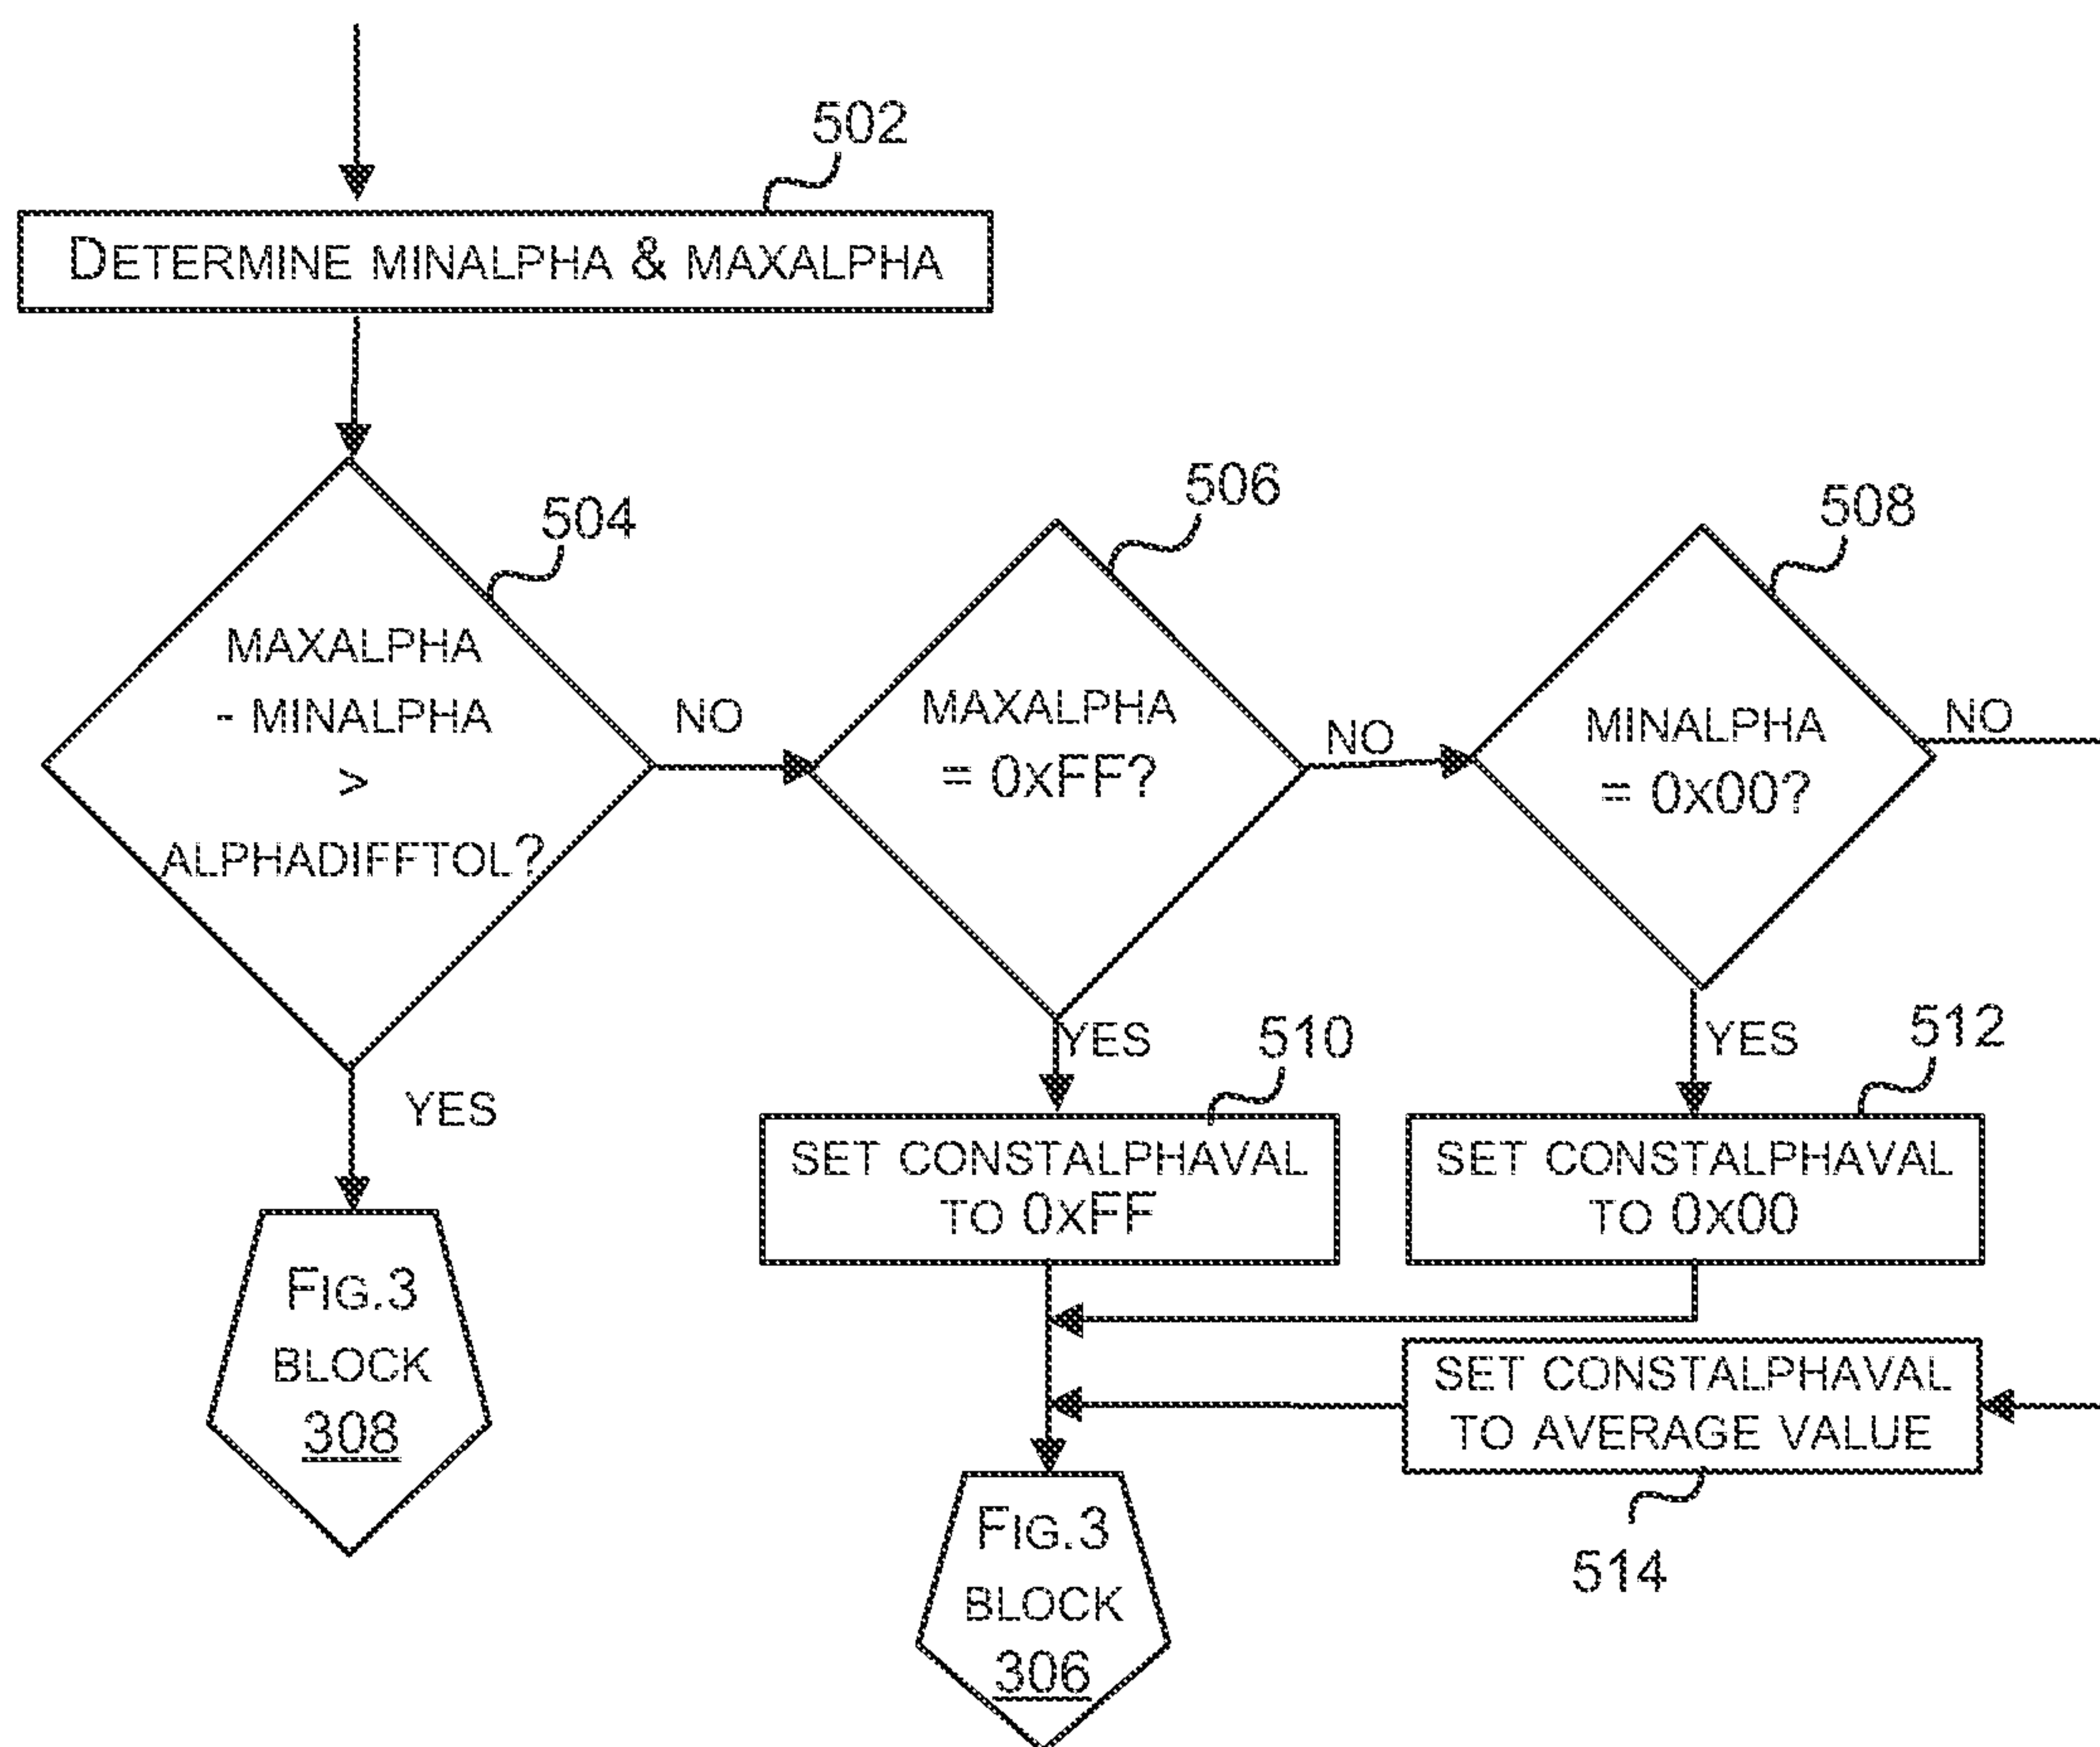 502
DETERMINE MINALPHA & MAXALPHA
504
MAXALPHA
- MINALPHA
>
ALPHADIFFTOL?
NO
YES
506
MAXALPHA
= 0XFF?
NO
YES
508
MINALPHA
= 0X00?
NO
YES
510
SET CONSTALPHAVAL
TO 0XFF
512
SET CONSTALPHAVAL
TO 0X00
SET CONSTALPHAVAL
TO AVERAGE VALUE
514
FIG.3
BLOCK
308
FIG.3
BLOCK
306